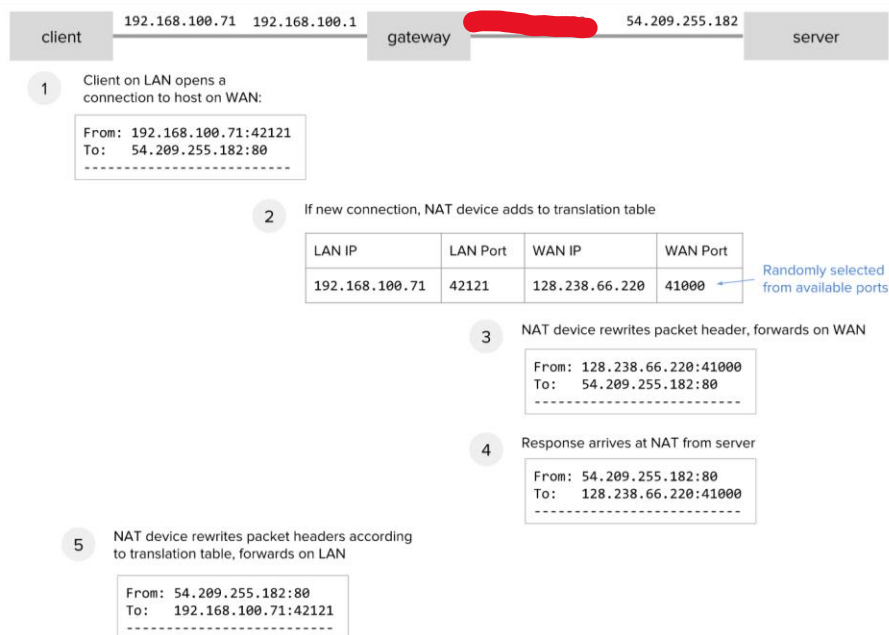 192.168.100.71 192.168.100.1 54.209.255.182
client gateway server
1 Client on LAN opens a
connection to host on WAN:
From: 192.168.100.71:42121
To: 54.209.255.182:80
---------------------------
2 If new connection, NAT device adds to translation table
LAN IP LAN Port WAN IP WAN Port
192.168.100.71 42121 128.238.66.220 41000
Randomly selected
from available ports
3 NAT device rewrites packet header, forwards on WAN
From: 128.238.66.220:41000
To: 54.209.255.182:80
---------------------------
4 Response arrives at NAT from server
From: 54.209.255.182:80
To: 128.238.66.220:41000
---------------------------
5 NAT device rewrites packet headers according
to translation table, forwards on LAN
From: 54.209.255.182:80
To: 192.168.100.71:42121
---------------------------